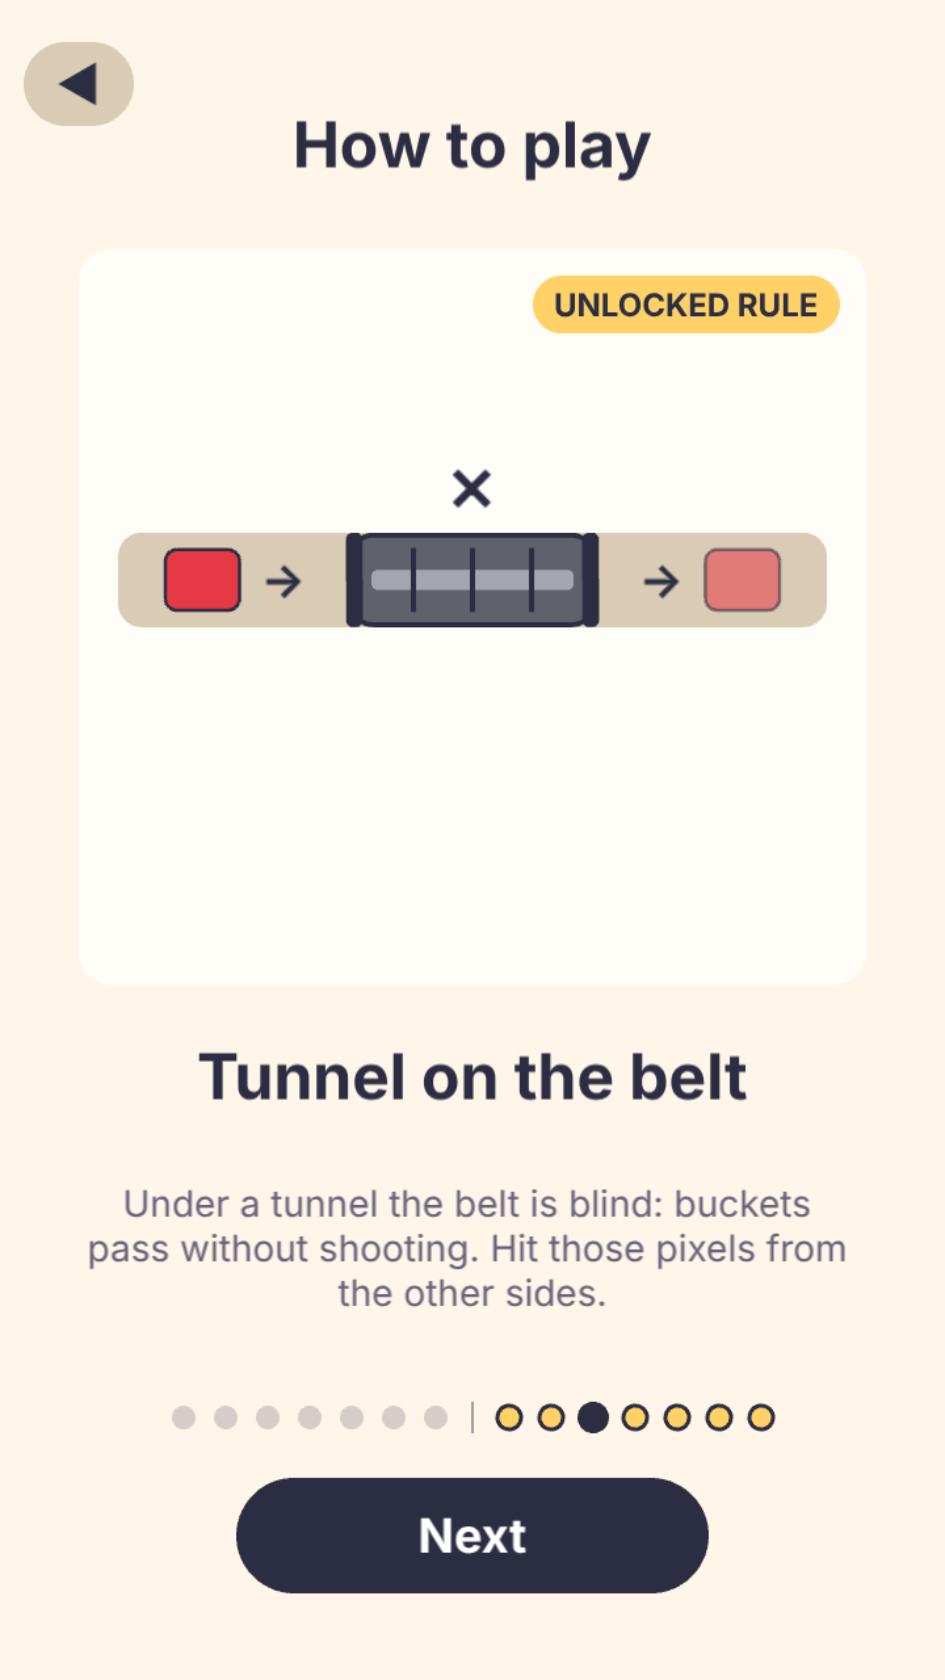 How to play
UNLOCKED RULE
Tunnel on the belt
Under a tunnel the belt is blind: buckets
pass without shooting. Hit those pixels from
the other sides.
Next